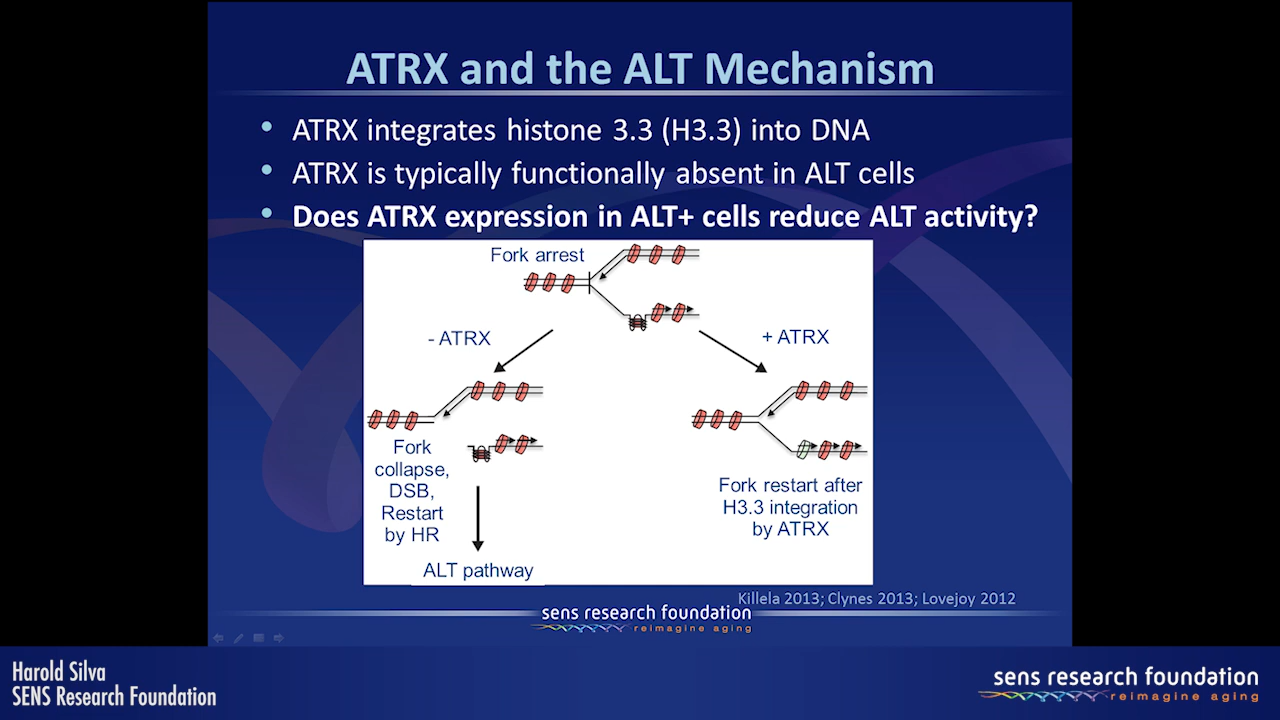 ATRX and the ALT Mechanism
• ATRX integrates histone 3.3 (H3.3) into DNA
• ATRX is typically functionally absent in ALT cells
• Does ATRX expression in ALT+ cells reduce ALT activity?
Fork arrest
- ATRX
+ ATRX
Fork
collapse,
DSB,
Restart
by HR
ALT pathway
Fork restart after
H3.3 integration
by ATRX
Killela 2013; Clynes 2013; Lovejoy 2012
sens research foundation
reimagine aging
Harold Silva
SENS Research Foundation
sens research foundation
reimagine aging